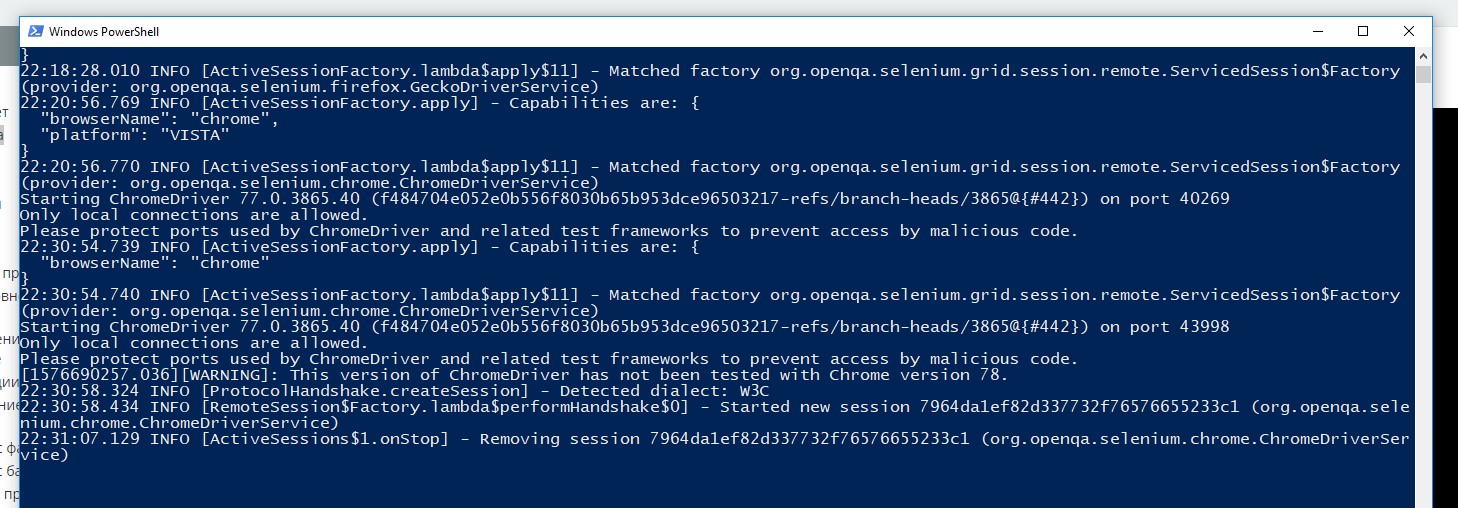 Windows PowerShell
}
22:18:28.010 INFO [ActiveSessionFactory.lambda$apply$11] - Matched factory org.openqa.selenium.grid.session.remote.ServicedSession$Factory
(provider: org.openqa.selenium.firefox.GeckoDriverService)
22:20:56.769 INFO [ActiveSessionFactory.apply] - Capabilities are: {
  "browserName": "chrome",
  "platform": "VISTA"
}
22:20:56.770 INFO [ActiveSessionFactory.lambda$apply$11] - Matched factory org.openqa.selenium.grid.session.remote.ServicedSession$Factory
(provider: org.openqa.selenium.chrome.ChromeDriverService)
Starting ChromeDriver 77.0.3865.40 (f484704e052e0b556f8030b65b953dce96503217-refs/branch-heads/3865@{#442}) on port 40269
Only local connections are allowed.
Please protect ports used by ChromeDriver and related test frameworks to prevent access by malicious code.
22:30:54.739 INFO [ActiveSessionFactory.apply] - Capabilities are: {
  "browserName": "chrome"
}
22:30:54.740 INFO [ActiveSessionFactory.lambda$apply$11] - Matched factory org.openqa.selenium.grid.session.remote.ServicedSession$Factory
(provider: org.openqa.selenium.chrome.ChromeDriverService)
Starting ChromeDriver 77.0.3865.40 (f484704e052e0b556f8030b65b953dce96503217-refs/branch-heads/3865@{#442}) on port 43998
Only local connections are allowed.
Please protect ports used by ChromeDriver and related test frameworks to prevent access by malicious code.
[1576690257.036][WARNING]: This version of ChromeDriver has not been tested with Chrome version 78.
22:30:58.324 INFO [ProtocolHandshake.createSession] - Detected dialect: W3C
22:30:58.434 INFO [RemoteSession$Factory.lambda$performHandshake$0] - Started new session 7964da1ef82d337732f76576655233c1 (org.openqa.sele
nium.chrome.ChromeDriverService)
22:31:07.129 INFO [ActiveSessions$1.onStop] - Removing session 7964da1ef82d337732f76576655233c1 (org.openqa.selenium.chrome.ChromeDriverSer
vice)